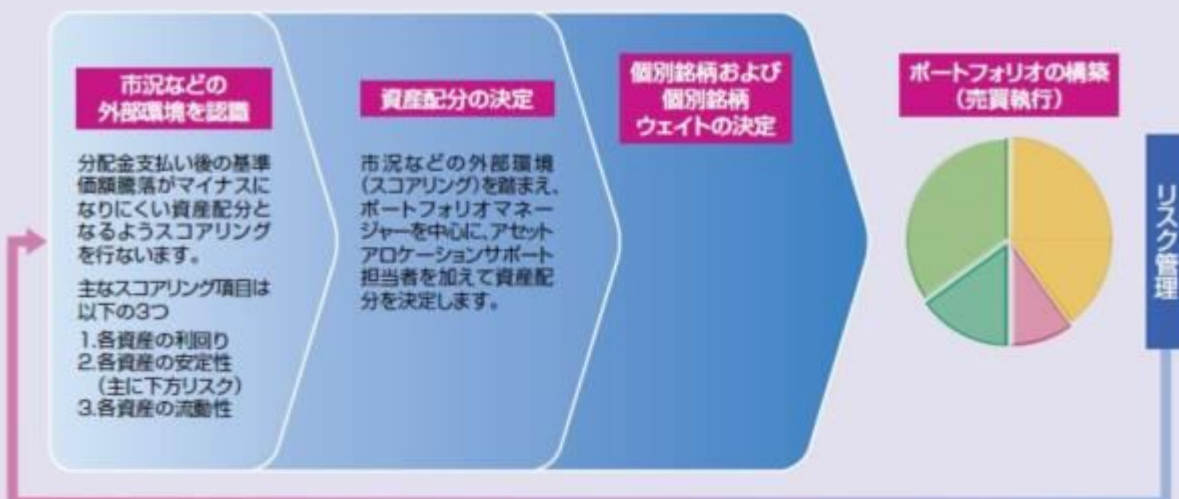 市況などの
外部環境を認識
分配金支払い後の基準
価額騰落がマイナスに
なりにくい資産配分と
なるようスコアリング
を行ないます。
主なスコアリング項目は
以下の3つ
1.各資産の利回り
2.各資産の安定性
（主に下方リスク）
3.各資産の流動性
資産配分の決定
市況などの外部環境
（スコアリング）を踏まえ、
ポートフォリオマネー
ジャーを中心に、アセット
アロケーションサポート
担当者を加えて資産配
分を決定します。
個別銘柄および
個別銘柄
ウェイトの決定
ポートフォリオの構築
（売買執行）
リスク管理